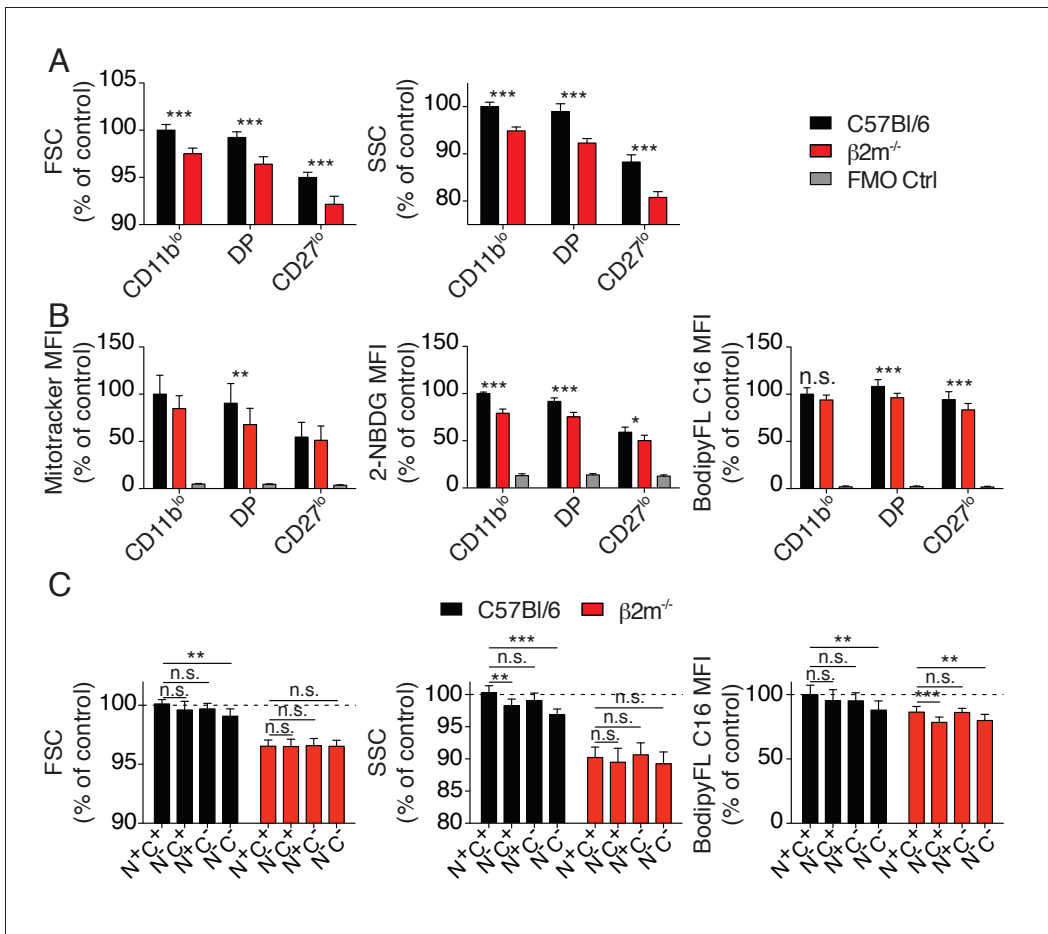 A
FSC
(% of control)
105
100
95
90
***
***
***
CD11b^lo
DP
CD27^lo
SSC
(% of control)
100
90
80
***
***
***
CD11b^lo
DP
CD27^lo
C57Bl/6
β2m^-/-
FMO Ctrl
B
Mitotracker MFI
(% of control)
150
100
50
0
**
CD11b^lo
DP
CD27^lo
2-NBDG MFI
(% of control)
150
100
50
0
***
***
*
CD11b^lo
DP
CD27^lo
BodipyFL C16 MFI
(% of control)
150
100
50
0
n.s.
***
***
CD11b^lo
DP
CD27^lo
C
C57Bl/6 β2m^-/-
FSC
(% of control)
100
95
90
**
n.s.
n.s.
n.s.
n.s.
n.s.
N+C+
N-C+
N+C-
N-C-
N+C+
N-C+
N+C-
N-C-
SSC
(% of control)
100
95
90
85
80
***
n.s.
**
n.s.
n.s.
n.s.
N+C+
N-C+
N+C-
N-C-
N+C+
N-C+
N+C-
N-C-
BodipyFL C16 MFI
(% of control)
100
50
0
**
n.s.
n.s.
**
n.s.
***
N+C+
N-C+
N+C-
N-C-
N+C+
N-C+
N+C-
N-C-